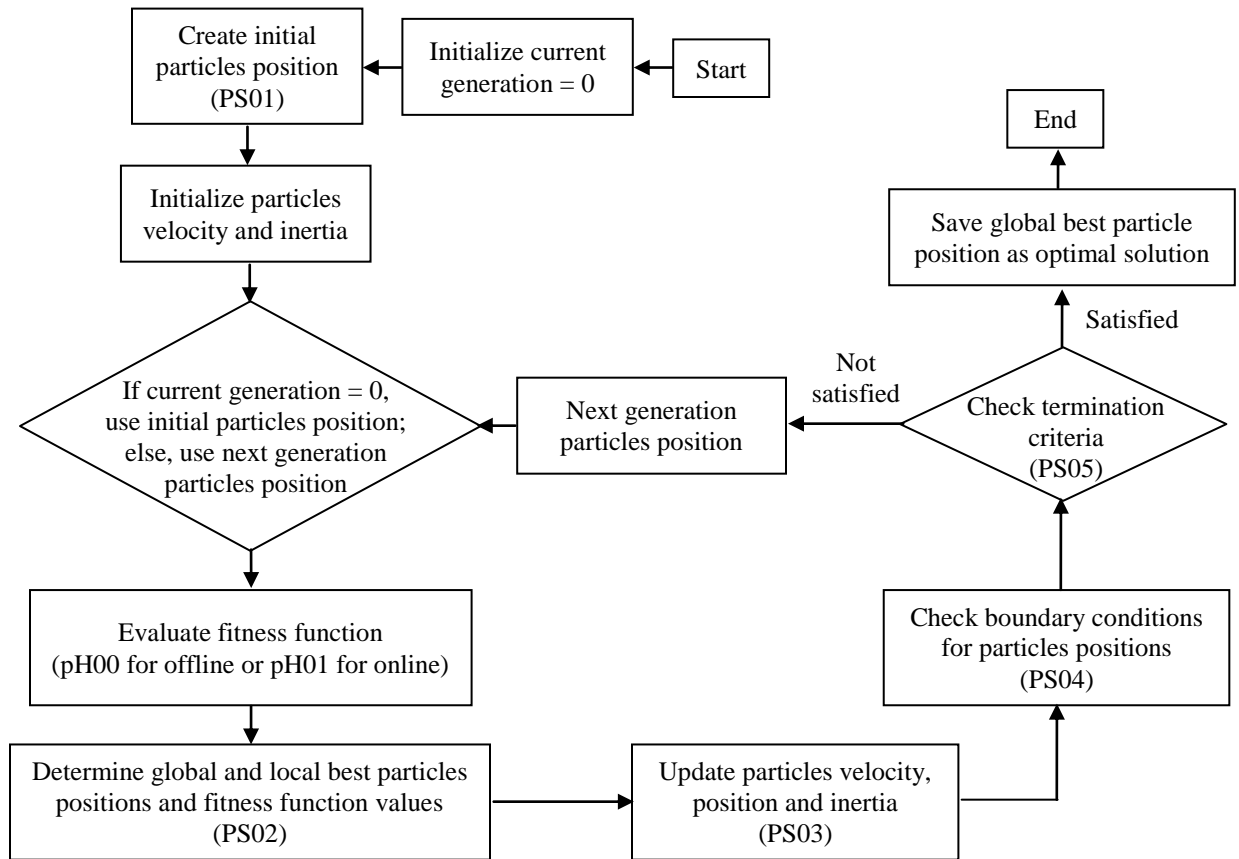 Start
Initialize current
generation = 0
Create initial
particles position
(PS01)
Initialize particles
velocity and inertia
If current generation = 0,
use initial particles position;
else, use next generation
particles position
Evaluate fitness function
(pH00 for offline or pH01 for online)
Determine global and local best particles
positions and fitness function values
(PS02)
Update particles velocity,
position and inertia
(PS03)
Check boundary conditions
for particles positions
(PS04)
Check termination
criteria
(PS05)
Not
satisfied
Next generation
particles position
Satisfied
Save global best particle
position as optimal solution
End